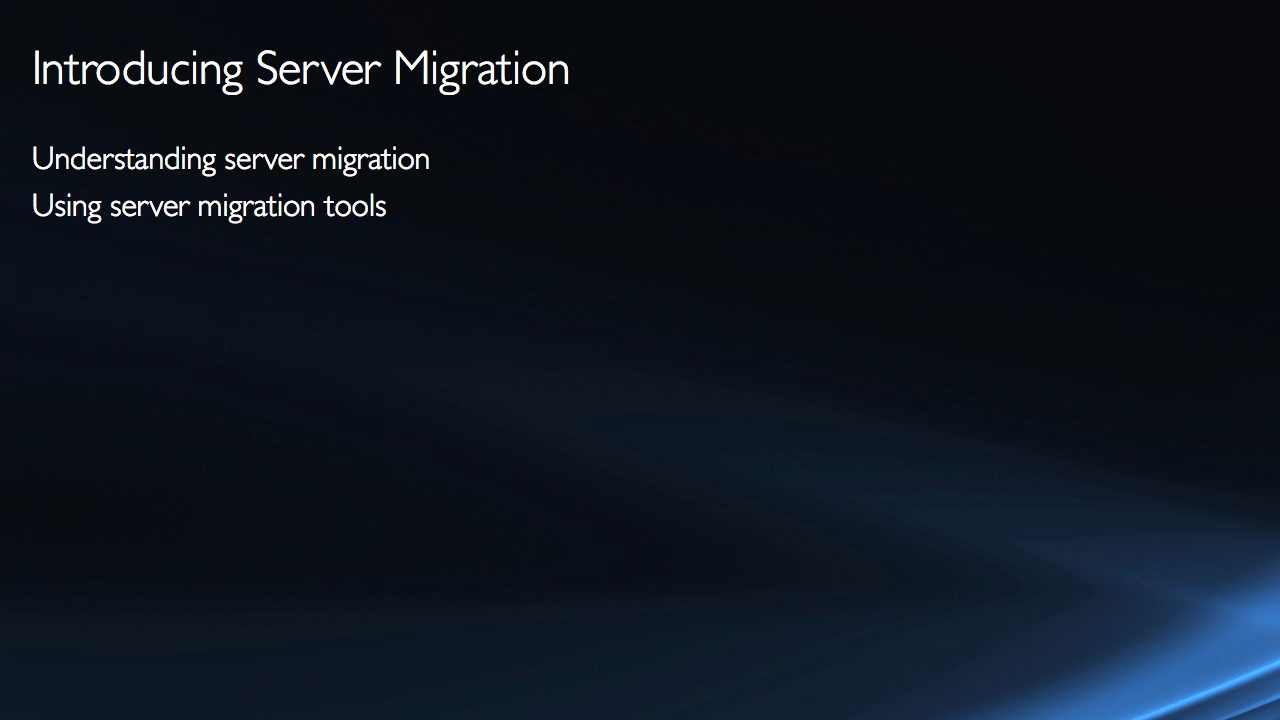 Introducing Server Migration
Understanding server migration
Using server migration tools